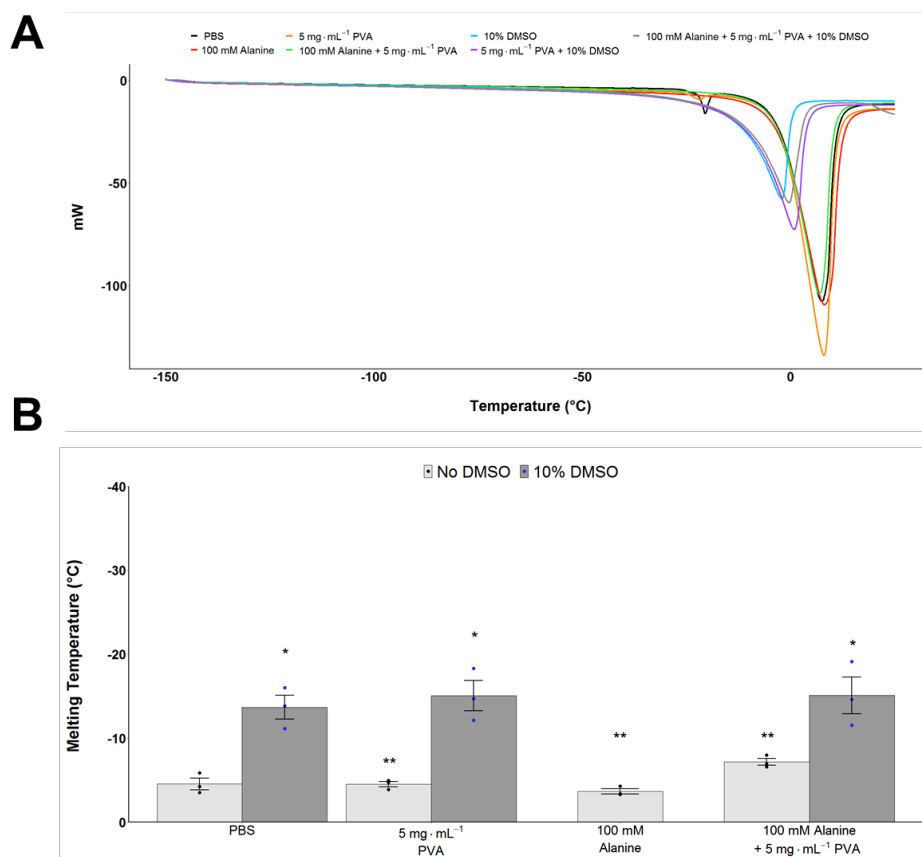 A
PBS
5 mg · mL⁻¹ PVA
10% DMSO
100 mM Alanine + 5 mg · mL⁻¹ PVA + 10% DMSO
100 mM Alanine
100 mM Alanine + 5 mg · mL⁻¹ PVA
5 mg · mL⁻¹ PVA + 10% DMSO
0
-50
-100
mW
-150
-100
-50
0
Temperature (°C)
B
No DMSO
10% DMSO
-40
-30
-20
-10
0
Melting Temperature (°C)
*
*
*
**
**
**
PBS
5 mg · mL⁻¹
PVA
100 mM
Alanine
100 mM Alanine
+ 5 mg · mL⁻¹ PVA